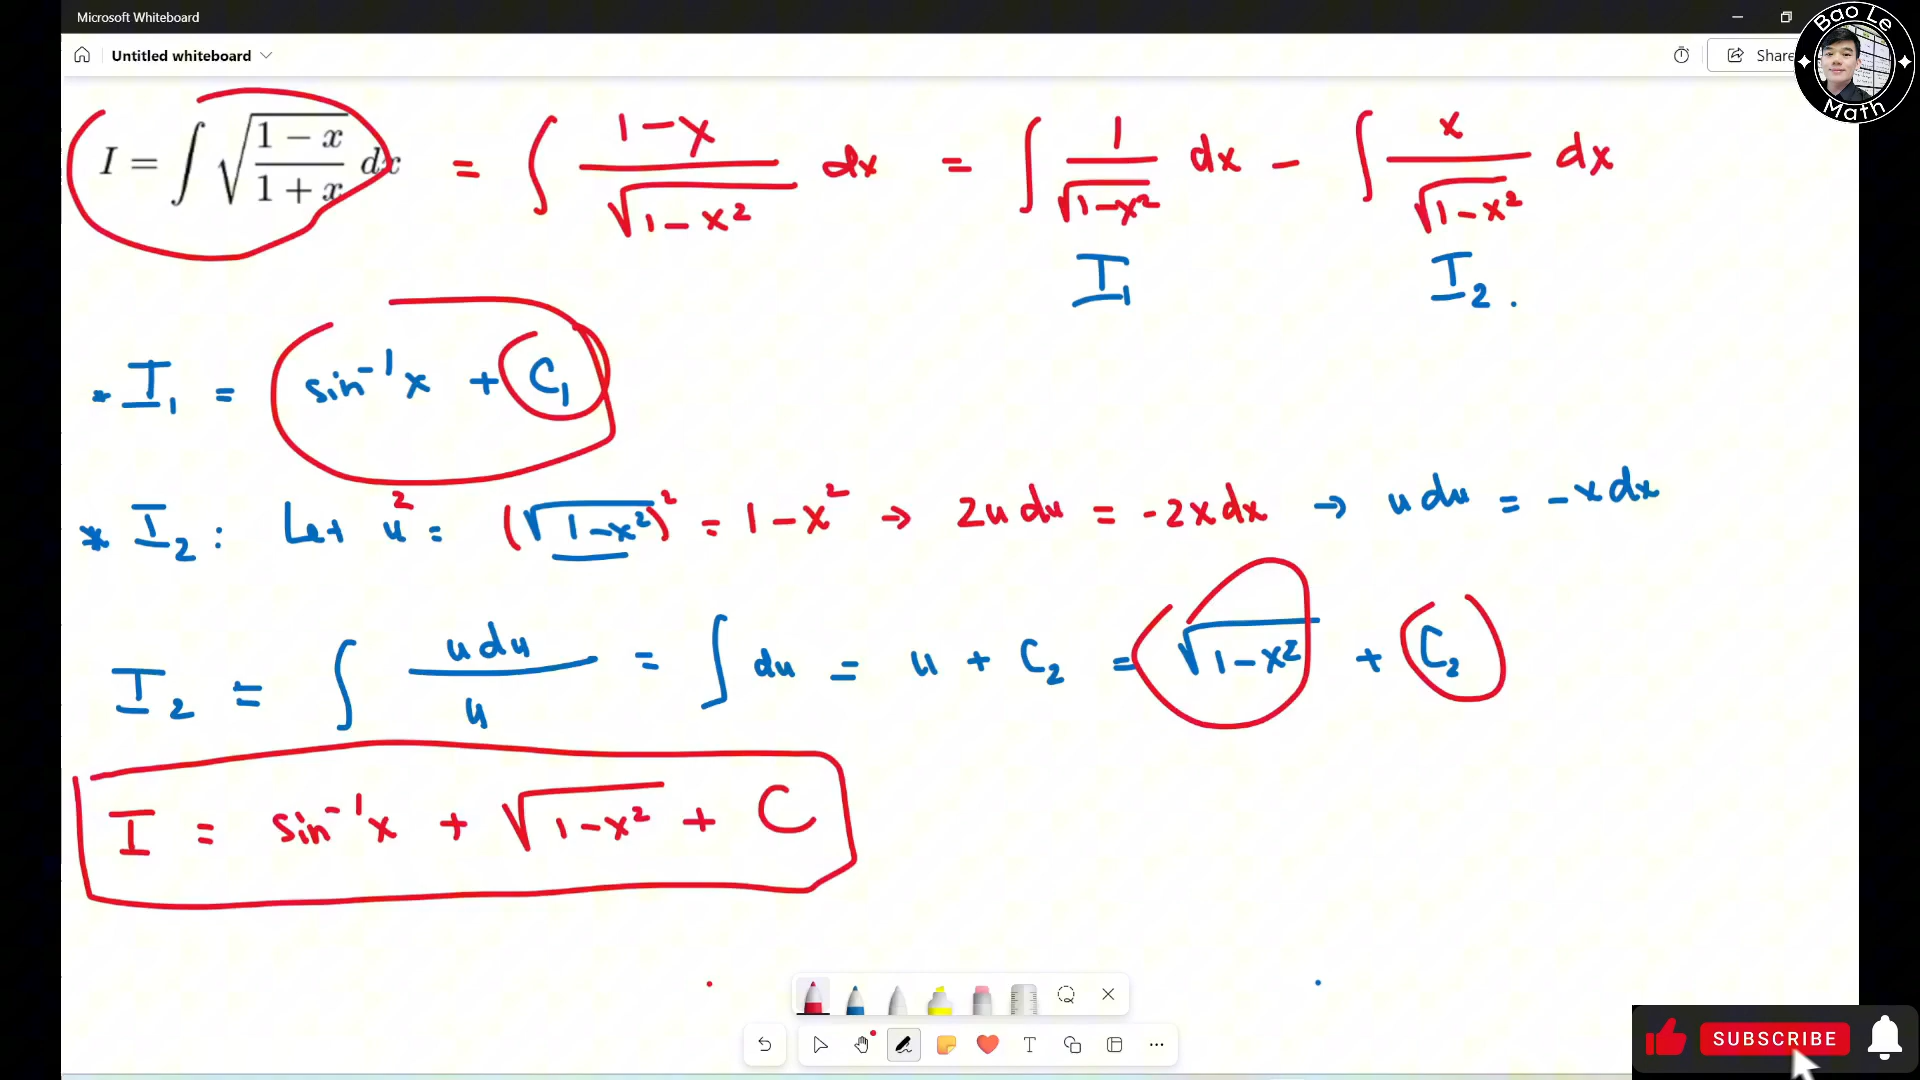 Microsoft Whiteboard
Untitled whiteboard
Share
Bao Le
Math
I = ∫ √((1 − x)/(1 + x)) dx = ∫ (1 − x)/√(1 − x²) dx = ∫ 1/√(1 − x²) dx − ∫ x/√(1 − x²) dx
I₁ I₂ .
* I₁ = sin⁻¹x + C₁
* I₂ : Let u² = (√(1 − x²))² = 1 − x² → 2u du = -2x dx → u du = -x dx
I₂ = ∫ u du/u = ∫ du = u + C₂ = √(1 − x²) + C₂
I = sin⁻¹x + √(1 − x²) + C
SUBSCRIBE